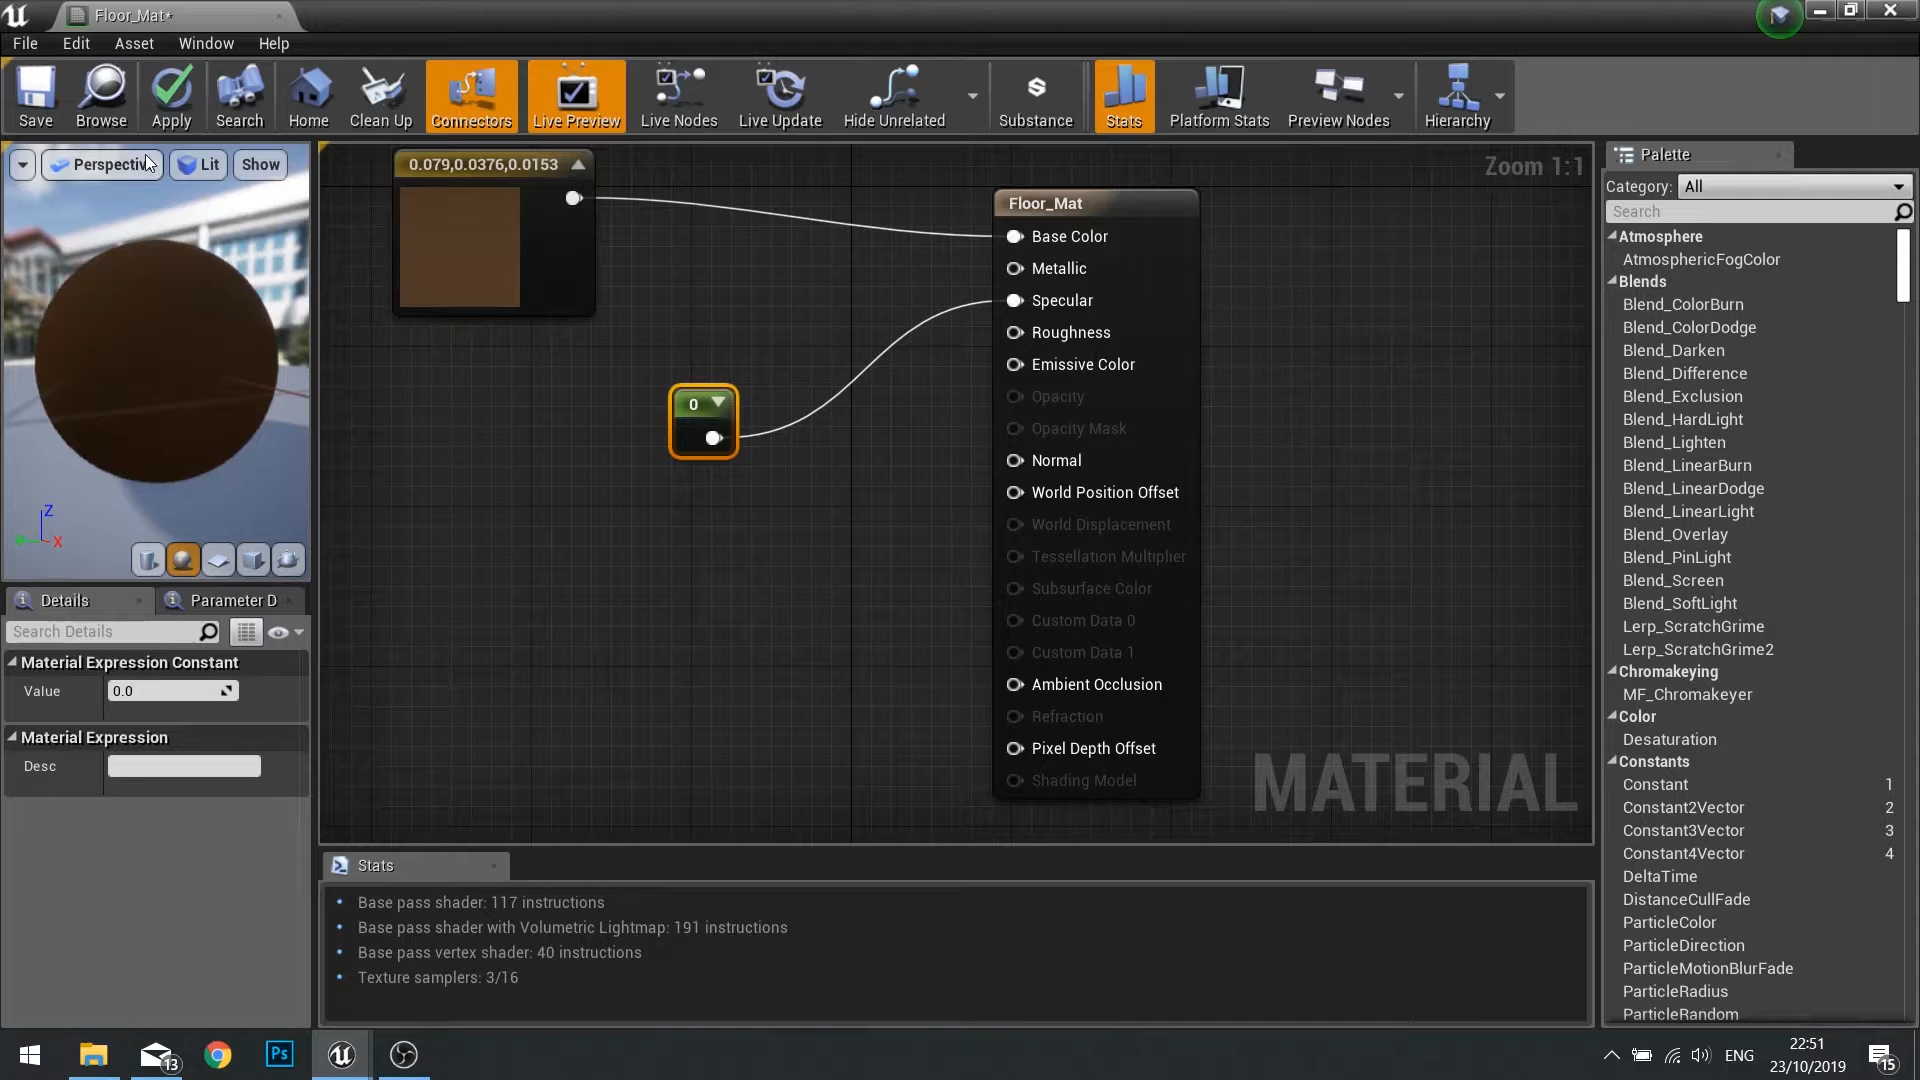 Floor_Mat*
File Edit Asset Window Help
Save Browse Apply Search Home Clean Up Connectors Live Preview Live Nodes Live Update Hide Unrelated Substance Stats Platform Stats Preview Nodes Hierarchy
Perspective Lit Show
Z
X
Details Parameter D
Search Details
Material Expression Constant
Value 0.0
Material Expression
Desc
0.079,0.0376,0.0153
Zoom 1:1
0
Floor_Mat
Base Color
Metallic
Specular
Roughness
Emissive Color
Opacity
Opacity Mask
Normal
World Position Offset
World Displacement
Tessellation Multiplier
Subsurface Color
Custom Data 0
Custom Data 1
Ambient Occlusion
Refraction
Pixel Depth Offset
Shading Model
MATERIAL
Stats
Base pass shader: 117 instructions
Base pass shader with Volumetric Lightmap: 191 instructions
Base pass vertex shader: 40 instructions
Texture samplers: 3/16
Palette
Category: All
Search
Atmosphere
AtmosphericFogColor
Blends
Blend_ColorBurn
Blend_ColorDodge
Blend_Darken
Blend_Difference
Blend_Exclusion
Blend_HardLight
Blend_Lighten
Blend_LinearBurn
Blend_LinearDodge
Blend_LinearLight
Blend_Overlay
Blend_PinLight
Blend_Screen
Blend_SoftLight
Lerp_ScratchGrime
Lerp_ScratchGrime2
Chromakeying
MF_Chromakeyer
Color
Desaturation
Constants
Constant 1
Constant2Vector 2
Constant3Vector 3
Constant4Vector 4
DeltaTime
DistanceCullFade
ParticleColor
ParticleDirection
ParticleMotionBlurFade
ParticleRadius
ParticleRandom
13
Ps
ENG
22:51
23/10/2019
15